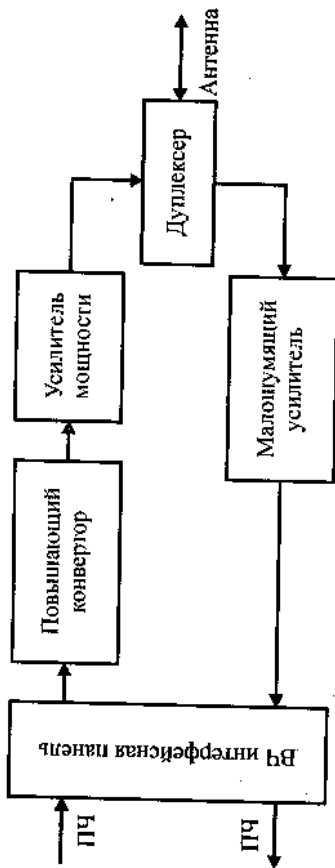 ПЧ
ПЧ
ВЧ интерфейсная панель
Повышающий
конвертор
Усилитель
мощности
Дуплексер
Антенна
Малошумящий
усилитель